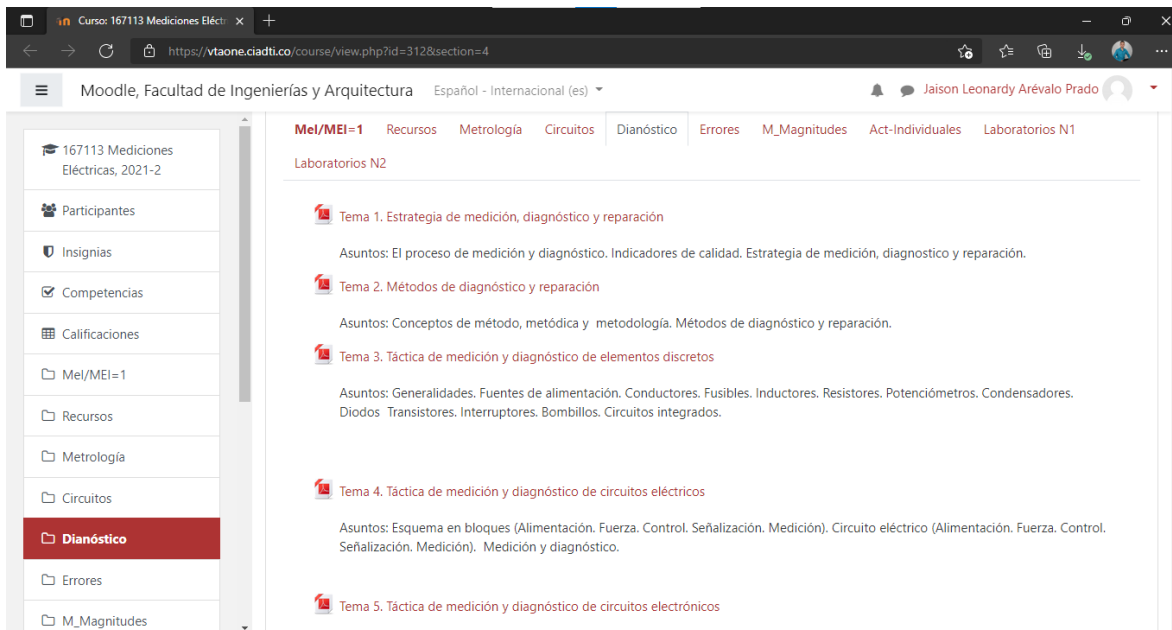 Curso: 167113 Mediciones Eléctr
https://vtaone.ciadti.co/course/view.php?id=312&section=4
Moodle, Facultad de Ingenierías y Arquitectura
Español - Internacional (es)
Jaison Leonardy Arévalo Prado
167113 Mediciones
Eléctricas, 2021-2
Participantes
Insignias
Competencias
Calificaciones
MeI/MEI=1
Recursos
Metrología
Circuitos
Dianóstico
Errores
M_Magnitudes
MeI/MEI=1 Recursos Metrología Circuitos Dianóstico Errores M_Magnitudes Act-Individuales Laboratorios N1
Laboratorios N2
Tema 1. Estrategia de medición, diagnóstico y reparación
Asuntos: El proceso de medición y diagnóstico. Indicadores de calidad. Estrategia de medición, diagnostico y reparación.
Tema 2. Métodos de diagnóstico y reparación
Asuntos: Conceptos de método, metódica y metodología. Métodos de diagnóstico y reparación.
Tema 3. Táctica de medición y diagnóstico de elementos discretos
Asuntos: Generalidades. Fuentes de alimentación. Conductores. Fusibles. Inductores. Resistores. Potenciómetros. Condensadores.
Diodos Transistores. Interruptores. Bombillos. Circuitos integrados.
Tema 4. Táctica de medición y diagnóstico de circuitos eléctricos
Asuntos: Esquema en bloques (Alimentación. Fuerza. Control. Señalización. Medición). Circuito eléctrico (Alimentación. Fuerza. Control.
Señalización. Medición). Medición y diagnóstico.
Tema 5. Táctica de medición y diagnóstico de circuitos electrónicos